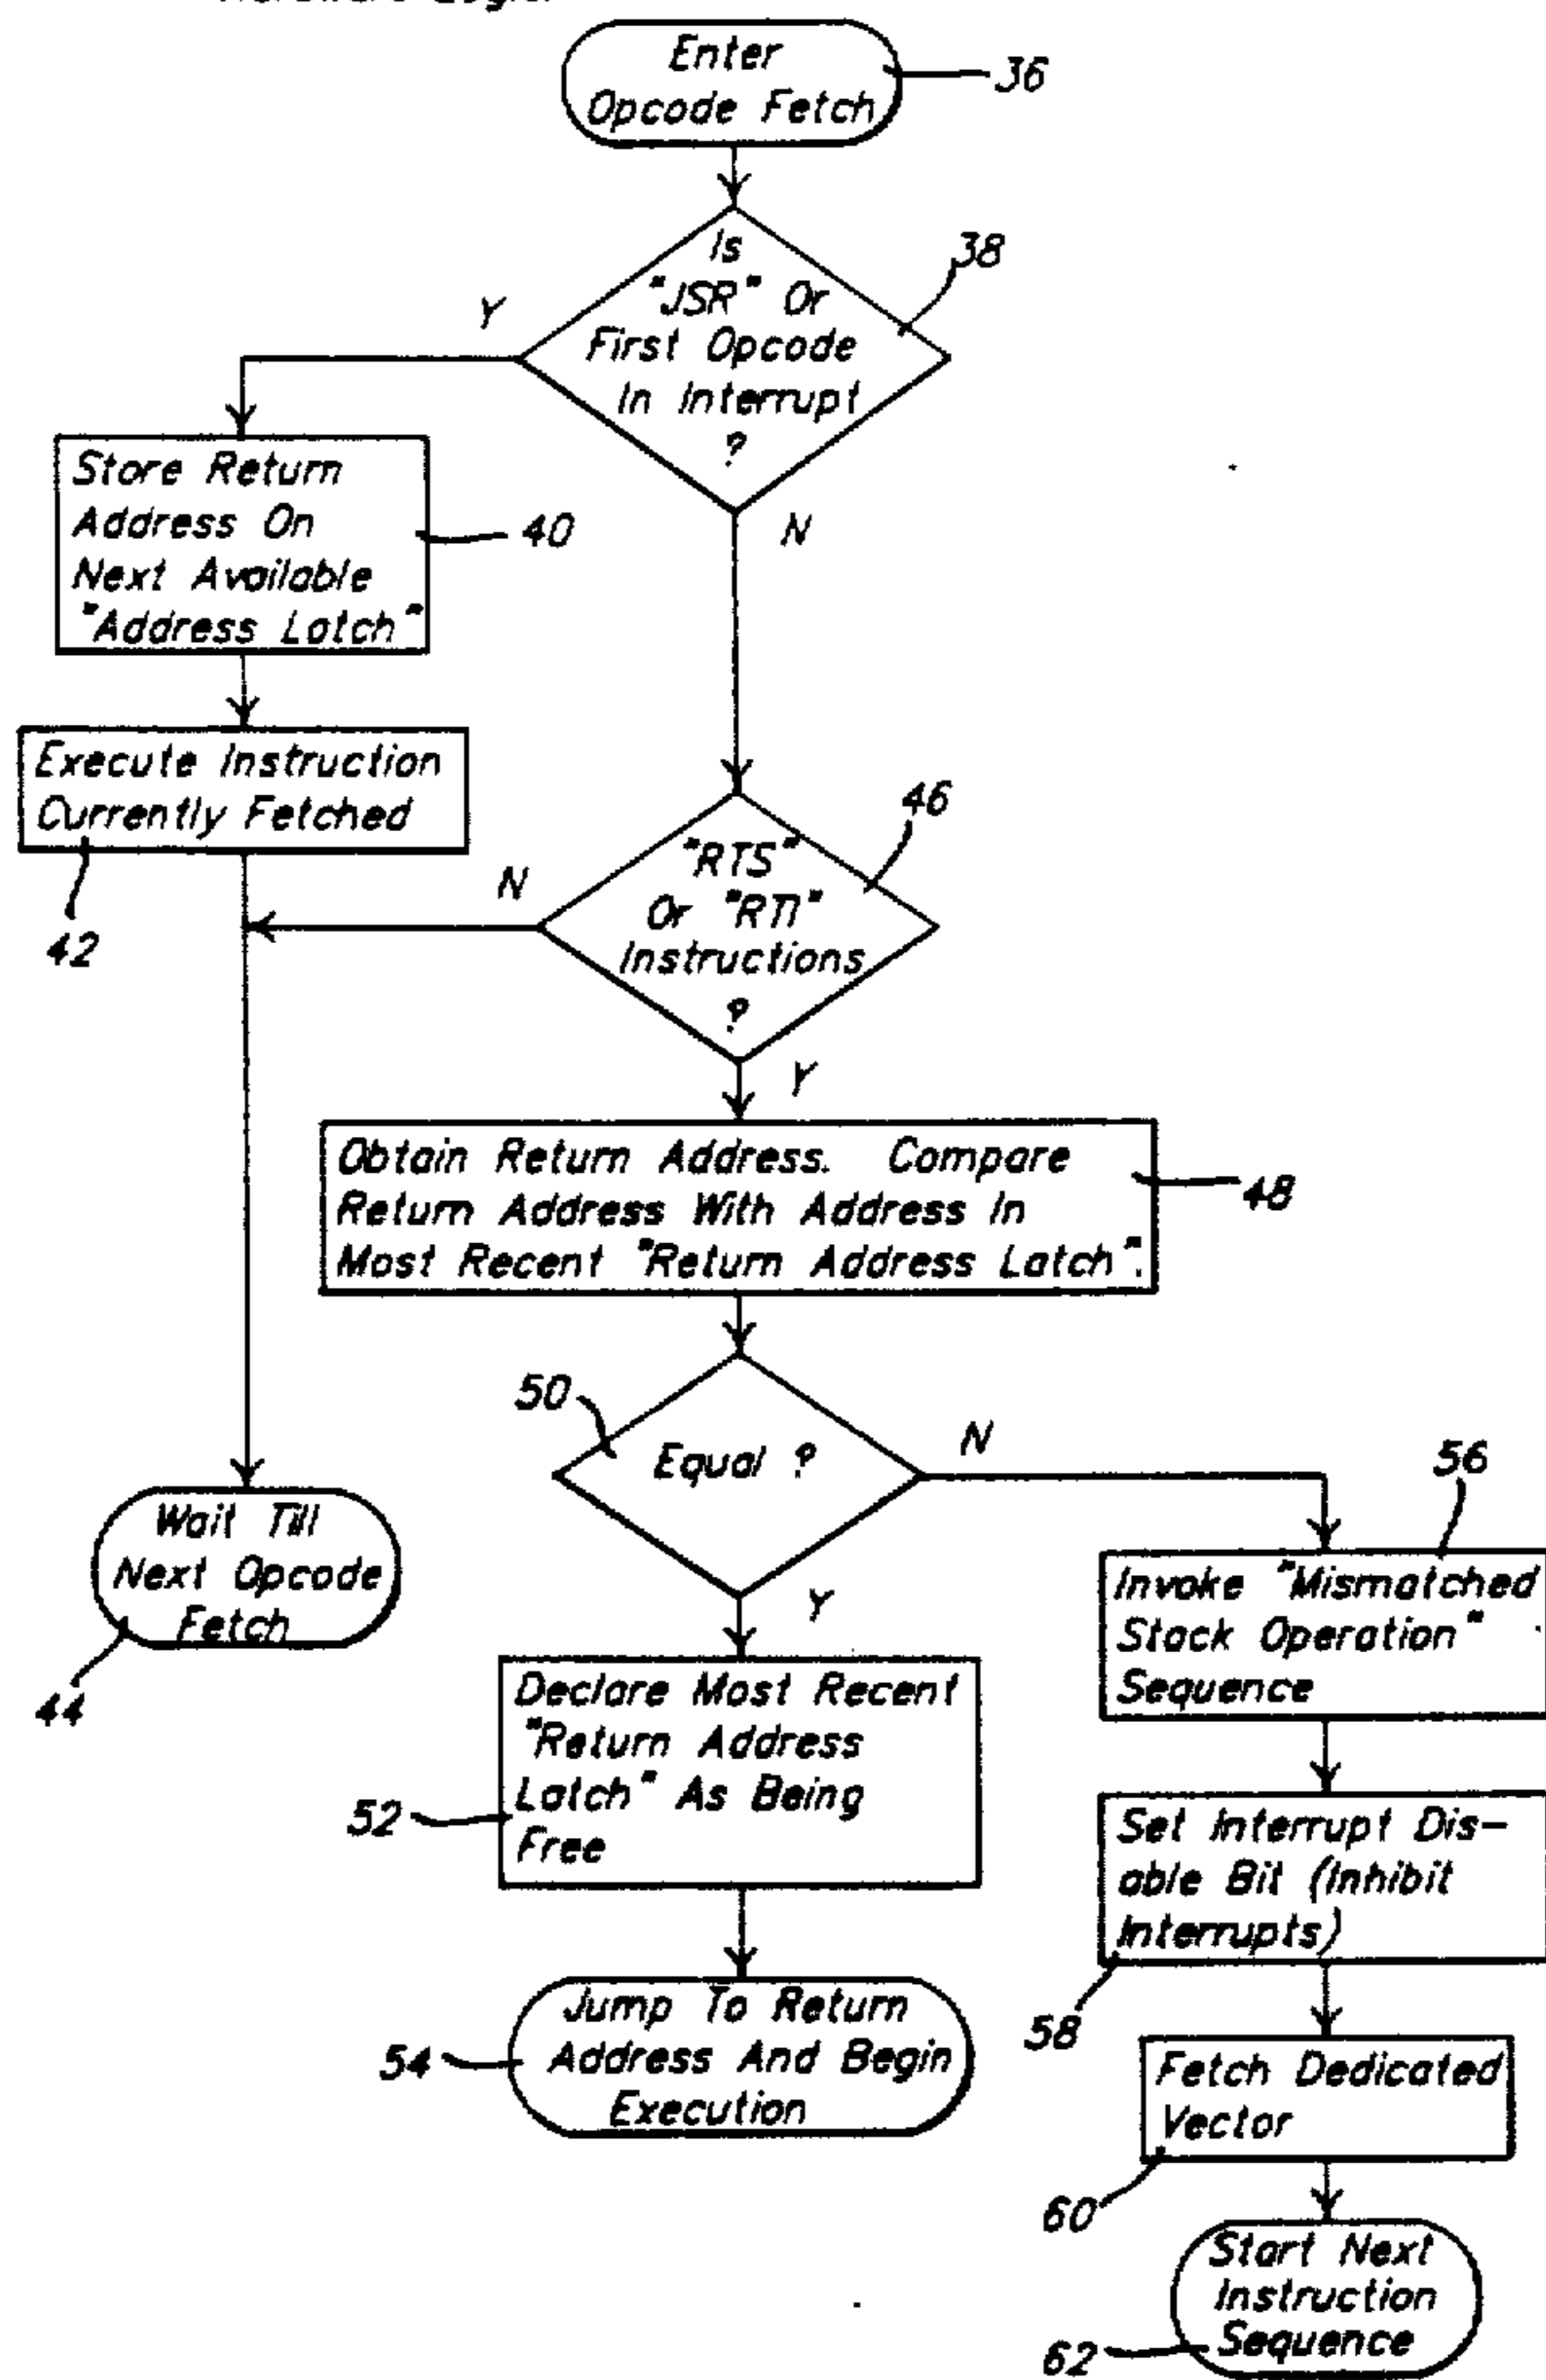 Enter
Opcode Fetch
36
Is
"JSR" Or
First Opcode
In Interrupt
?
38
Y
N
Store Return
Address On
Next Available
"Address Latch"
40
Execute Instruction
Currently Fetched
42
"RTS"
Or "RTI"
Instructions
?
46
N
Y
Obtain Return Address. Compare
Return Address With Address In
Most Recent "Return Address Latch".
48
50
Equal ?
N
Y
Wait Till
Next Opcode
Fetch
44
56
Invoke "Mismatched
Stack Operation"
Sequence
Declare Most Recent
"Return Address
Latch" As Being
Free
52
Set Interrupt Dis-
able Bit (Inhibit
Interrupts)
58
Jump To Return
Address And Begin
Execution
54
Fetch Dedicated
Vector
60
Start Next
Instruction
Sequence
62